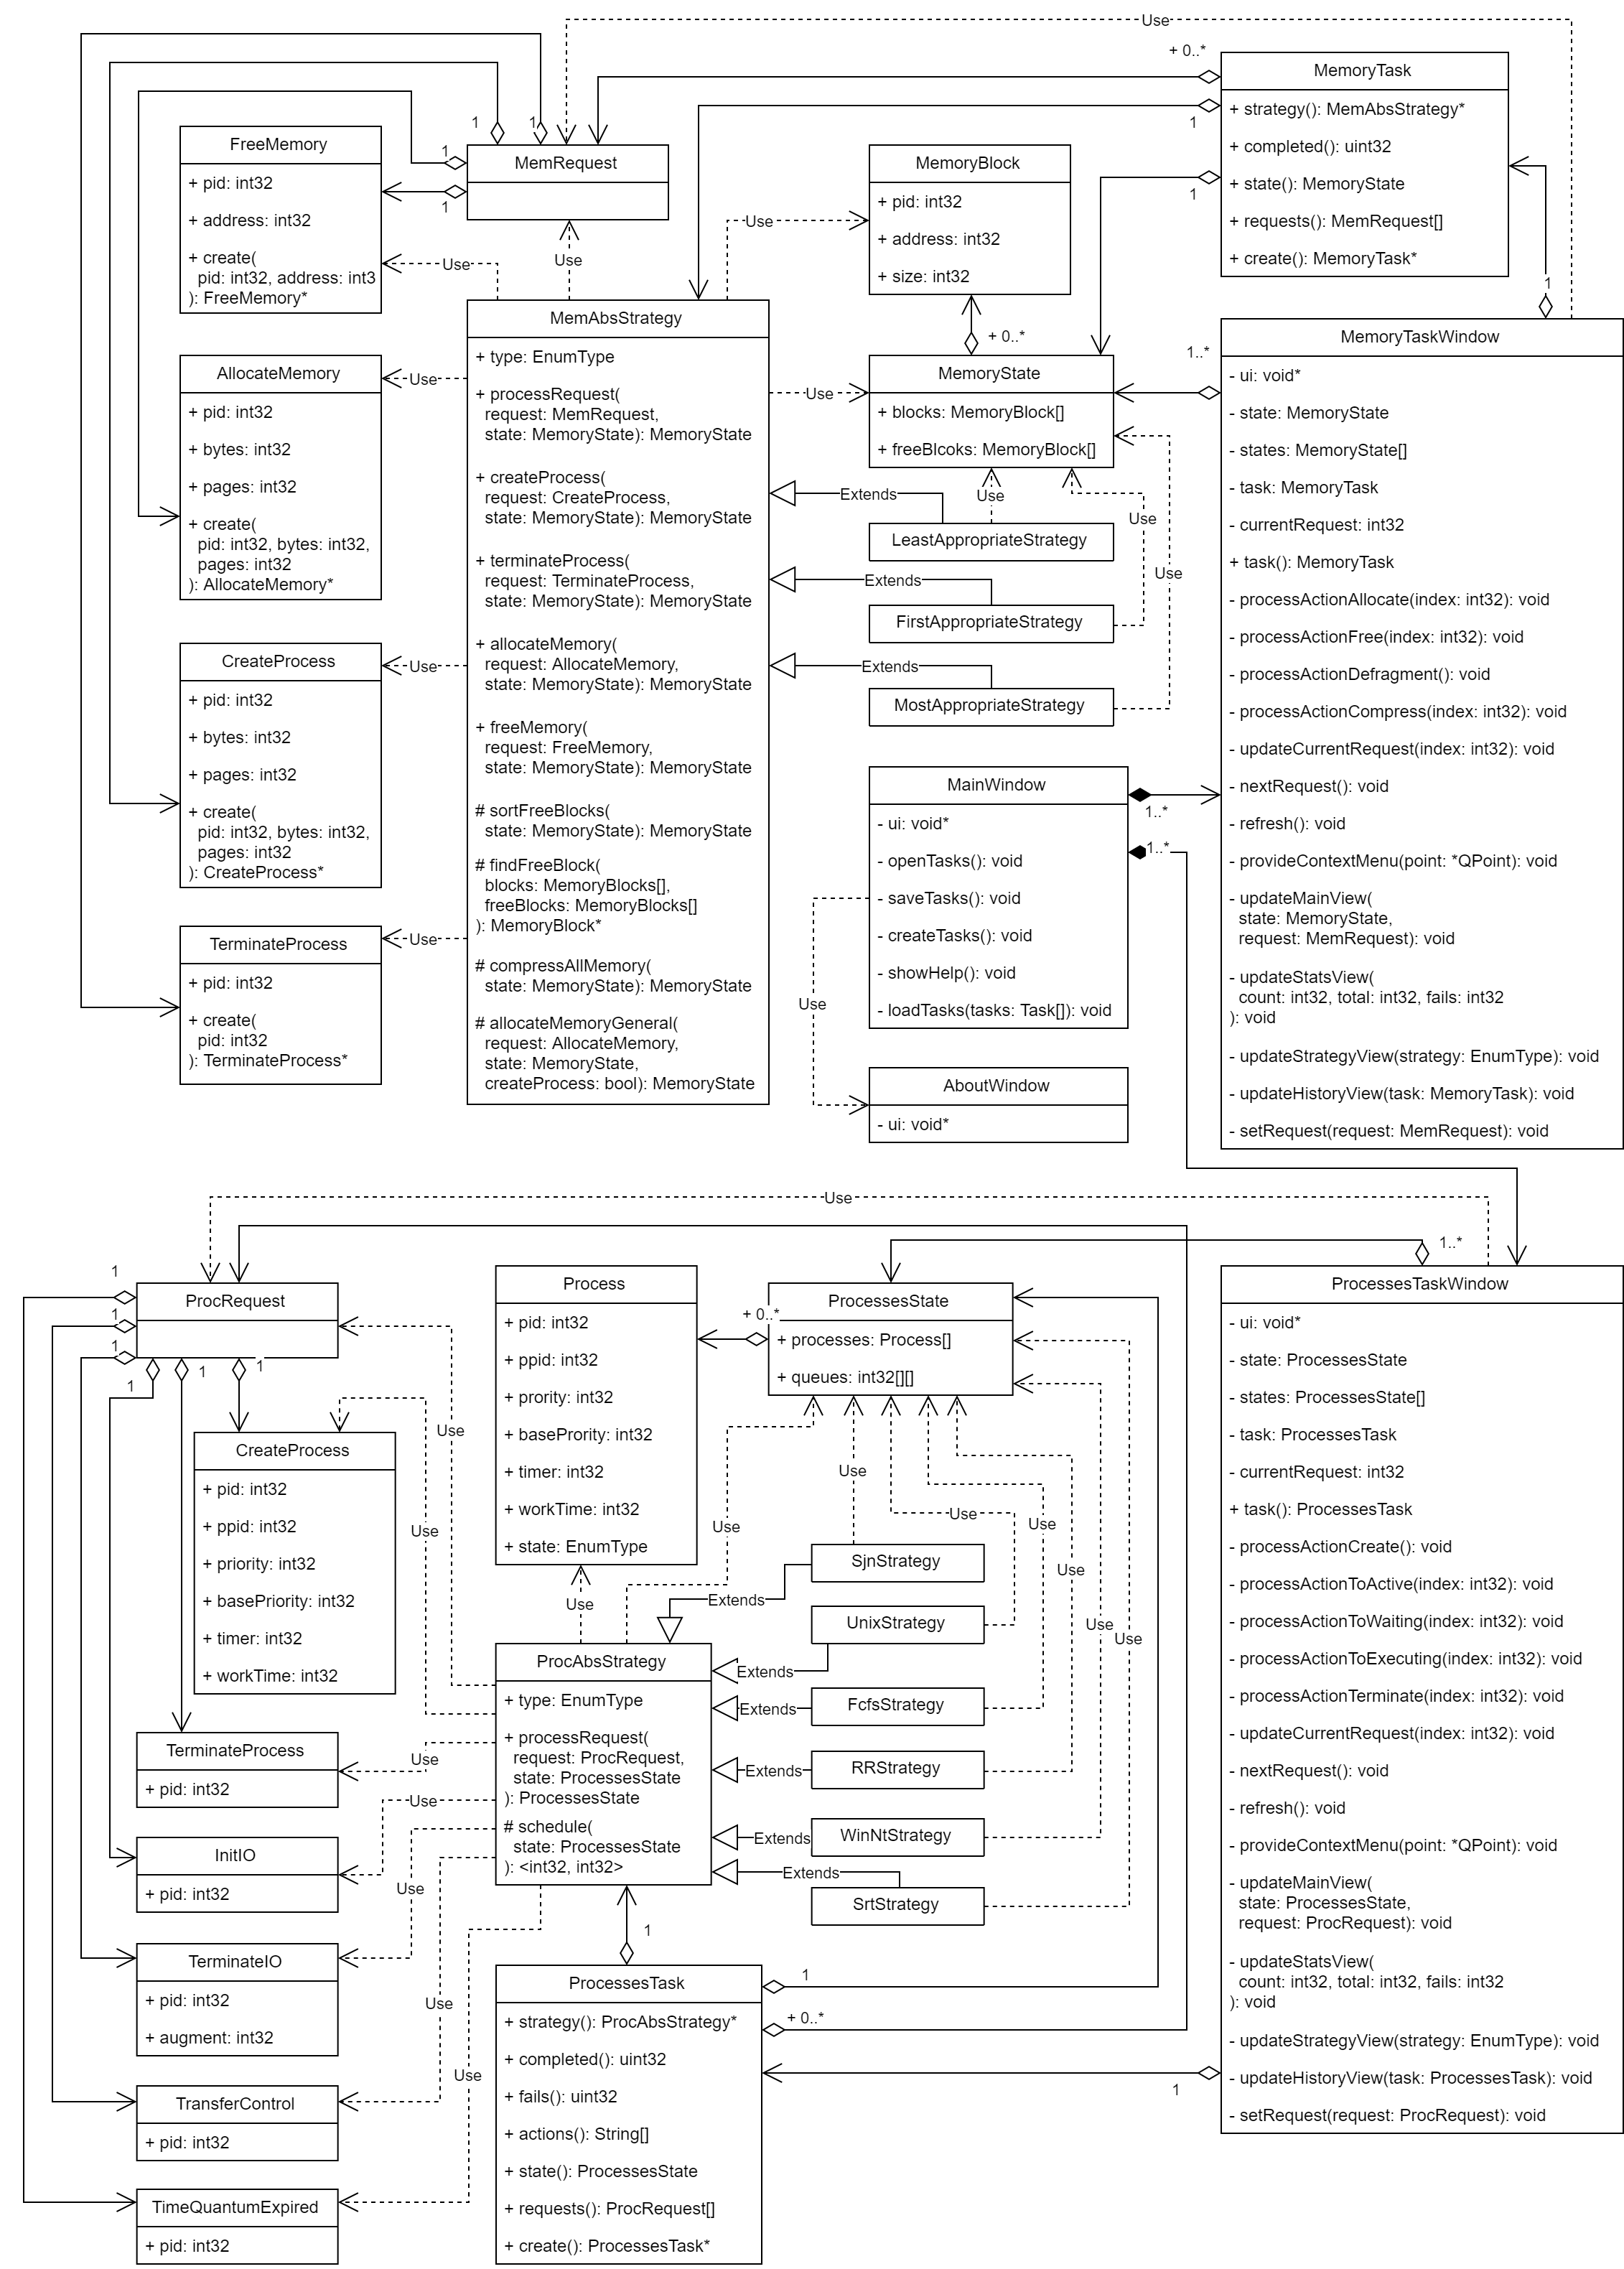 Use
+ 0..*
MemoryTask
+ strategy(): MemAbsStrategy*
+ completed(): uint32
+ state(): MemoryState
+ requests(): MemRequest[]
+ create(): MemoryTask*
1
1
1
1
1
1
1
FreeMemory
+ pid: int32
+ address: int32
+ create(
pid: int32, address: int3
): FreeMemory*
MemRequest
MemoryBlock
+ pid: int32
+ address: int32
+ size: int32
Use
Use
Use
+ 0..*
1
1..*
AllocateMemory
+ pid: int32
+ bytes: int32
+ pages: int32
+ create(
pid: int32, bytes: int32,
pages: int32
): AllocateMemory*
Use
CreateProcess
+ pid: int32
+ bytes: int32
+ pages: int32
+ create(
pid: int32, bytes: int32,
pages: int32
): CreateProcess*
Use
TerminateProcess
+ pid: int32
+ create(
pid: int32
): TerminateProcess*
Use
MemAbsStrategy
+ type: EnumType
+ processRequest(
request: MemRequest,
state: MemoryState): MemoryState
+ createProcess(
request: CreateProcess,
state: MemoryState): MemoryState
+ terminateProcess(
request: TerminateProcess,
state: MemoryState): MemoryState
+ allocateMemory(
request: AllocateMemory,
state: MemoryState): MemoryState
+ freeMemory(
request: FreeMemory,
state: MemoryState): MemoryState
# sortFreeBlocks(
state: MemoryState): MemoryState
# findFreeBlock(
blocks: MemoryBlocks[],
freeBlocks: MemoryBlocks[]
): MemoryBlock*
# compressAllMemory(
state: MemoryState): MemoryState
# allocateMemoryGeneral(
request: AllocateMemory,
state: MemoryState,
createProcess: bool): MemoryState
Use
MemoryState
+ blocks: MemoryBlock[]
+ freeBlcoks: MemoryBlock[]
Extends
Use
Use
LeastAppropriateStrategy
Extends
Use
FirstAppropriateStrategy
Extends
MostAppropriateStrategy
MainWindow
- ui: void*
- openTasks(): void
- saveTasks(): void
- createTasks(): void
- showHelp(): void
- loadTasks(tasks: Task[]): void
1..*
1..*
Use
AboutWindow
- ui: void*
MemoryTaskWindow
- ui: void*
- state: MemoryState
- states: MemoryState[]
- task: MemoryTask
- currentRequest: int32
+ task(): MemoryTask
- processActionAllocate(index: int32): void
- processActionFree(index: int32): void
- processActionDefragment(): void
- processActionCompress(index: int32): void
- updateCurrentRequest(index: int32): void
- nextRequest(): void
- refresh(): void
- provideContextMenu(point: *QPoint): void
- updateMainView(
state: MemoryState,
request: MemRequest): void
- updateStatsView(
count: int32, total: int32, fails: int32
): void
- updateStrategyView(strategy: EnumType): void
- updateHistoryView(task: MemoryTask): void
- setRequest(request: MemRequest): void
Use
1..*
1
1
1
1
1
1
ProcRequest
CreateProcess
+ pid: int32
+ ppid: int32
+ priority: int32
+ basePriority: int32
+ timer: int32
+ workTime: int32
TerminateProcess
+ pid: int32
InitIO
+ pid: int32
TerminateIO
+ pid: int32
+ augment: int32
TransferControl
+ pid: int32
TimeQuantumExpired
+ pid: int32
Use
Use
Use
Use
Use
Use
Use
Process
+ pid: int32
+ ppid: int32
+ prority: int32
+ basePrority: int32
+ timer: int32
+ workTime: int32
+ state: EnumType
+ 0..*
ProcessesState
+ processes: Process[]
+ queues: int32[][]
Use
Use
Use
Use
Use
Use
Use
Use
SjnStrategy
Extends
UnixStrategy
Extends
FcfsStrategy
Extends
RRStrategy
Extends
WinNtStrategy
Extends
SrtStrategy
Extends
ProcAbsStrategy
+ type: EnumType
+ processRequest(
request: ProcRequest,
state: ProcessesState
): ProcessesState
# schedule(
state: ProcessesState
): <int32, int32>
1
ProcessesTask
+ strategy(): ProcAbsStrategy*
+ completed(): uint32
+ fails(): uint32
+ actions(): String[]
+ state(): ProcessesState
+ requests(): ProcRequest[]
+ create(): ProcessesTask*
1
+ 0..*
1
ProcessesTaskWindow
- ui: void*
- state: ProcessesState
- states: ProcessesState[]
- task: ProcessesTask
- currentRequest: int32
+ task(): ProcessesTask
- processActionCreate(): void
- processActionToActive(index: int32): void
- processActionToWaiting(index: int32): void
- processActionToExecuting(index: int32): void
- processActionTerminate(index: int32): void
- updateCurrentRequest(index: int32): void
- nextRequest(): void
- refresh(): void
- provideContextMenu(point: *QPoint): void
- updateMainView(
state: ProcessesState,
request: ProcRequest): void
- updateStatsView(
count: int32, total: int32, fails: int32
): void
- updateStrategyView(strategy: EnumType): void
- updateHistoryView(task: ProcessesTask): void
- setRequest(request: ProcRequest): void